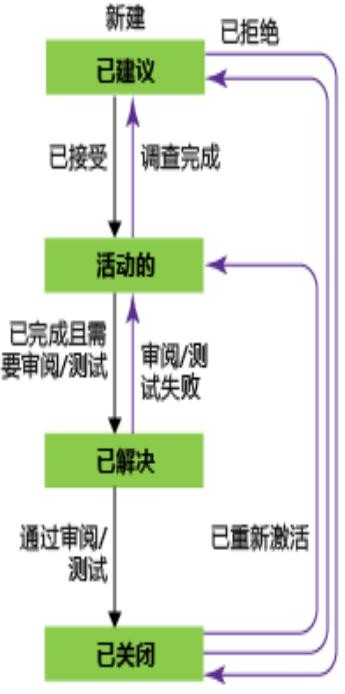 新建
已拒绝
已建议
已接受
调查完成
活动的
已完成且需
要审阅/测试
审阅/测
试失败
已解决
通过审阅/
测试
已重新激活
已关闭